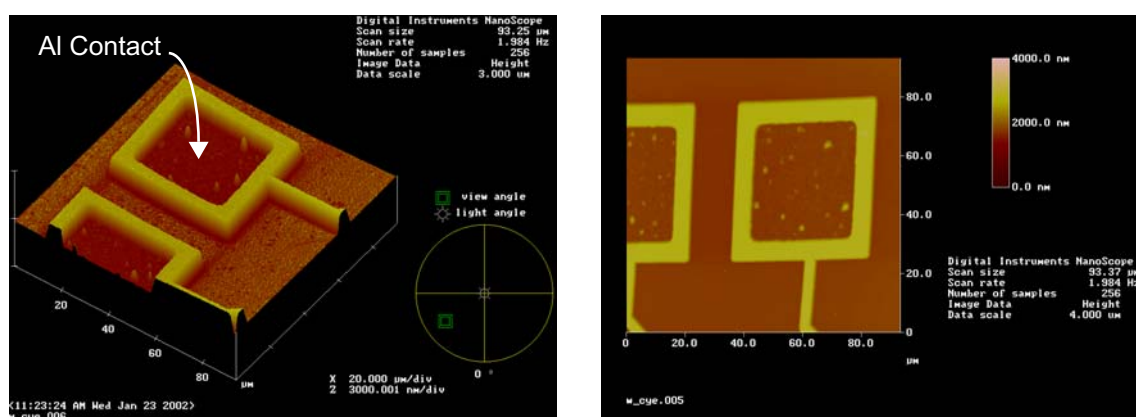 Digital Instruments NanoScope
Scan size 93.25 µm
Scan rate 1.984 Hz
Number of samples 256
Image Data Height
Data scale 3.000 um
Al Contact
view angle
light angle
20
40
60
80
µm
0 °
X 20.000 µm/div
Z 3000.001 nm/div
(11:23:24 AM Wed Jan 23 2002)
w_cye.006
4000.0 nm
2000.0 nm
0.0 nm
80.0
60.0
40.0
20.0
0
0 20.0 40.0 60.0 80.0
µm
Digital Instruments NanoScope
Scan size 93.37 µm
Scan rate 1.984 Hz
Number of samples 256
Image Data Height
Data scale 4.000 um
w_cye.005